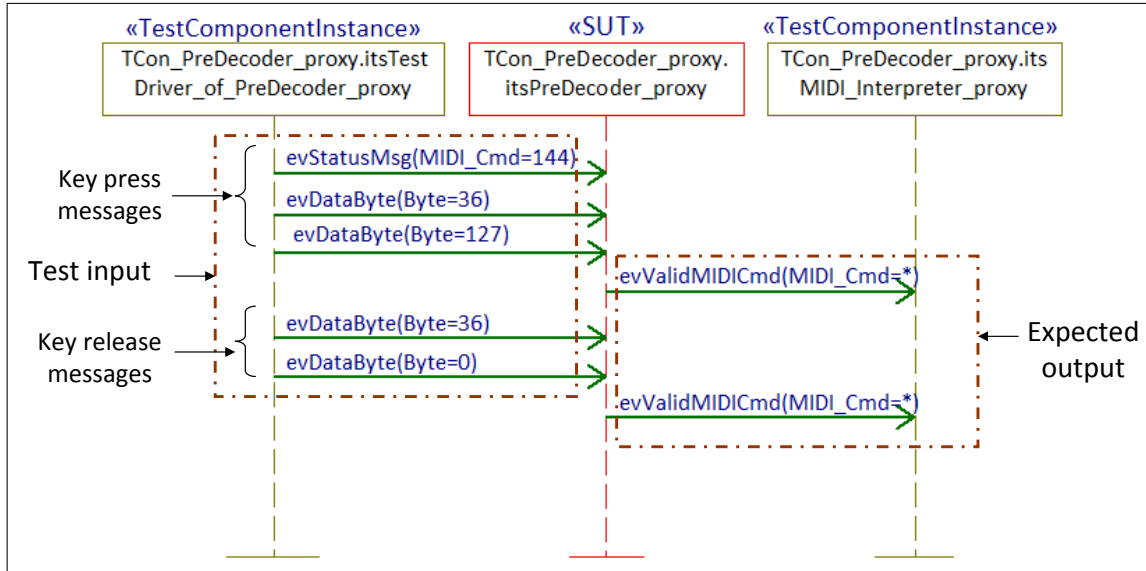 «TestComponentInstance»
«SUT»
«TestComponentInstance»
TCon_PreDecoder_proxy.itsTest
Driver_of_PreDecoder_proxy
TCon_PreDecoder_proxy.
itsPreDecoder_proxy
TCon_PreDecoder_proxy.its
MIDI_Interpreter_proxy
evStatusMsg(MIDI_Cmd=144)
Key press
messages
evDataByte(Byte=36)
evDataByte(Byte=127)
Test input
evValidMIDICmd(MIDI_Cmd=*)
evDataByte(Byte=36)
Key release
messages
Expected
output
evDataByte(Byte=0)
evValidMIDICmd(MIDI_Cmd=*)